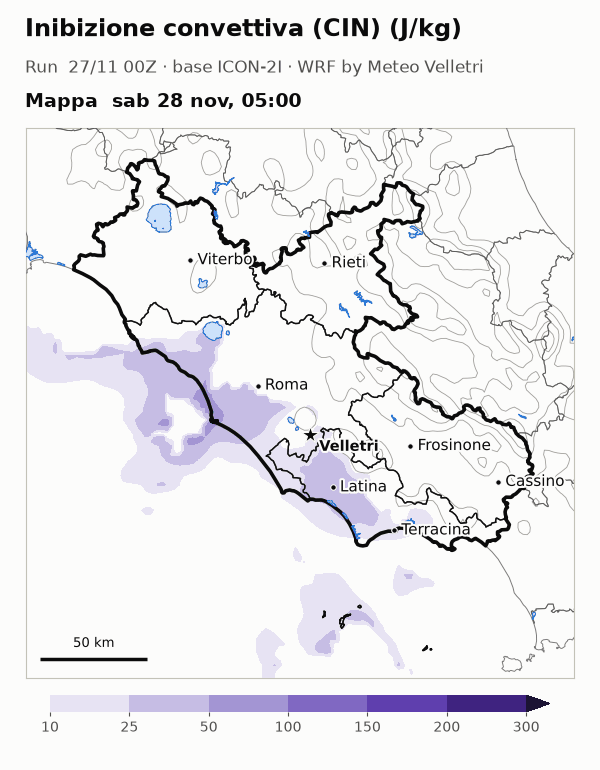 Inibizione convettiva (CIN) (J/kg)
Run  27/11 00Z · base ICON-2I · WRF by Meteo Velletri
Mappa  sab 28 nov, 05:00
Viterbo
Rieti
Roma
Velletri
Frosinone
Latina
Cassino
Terracina
50 km
10 25 50 100 150 200 300